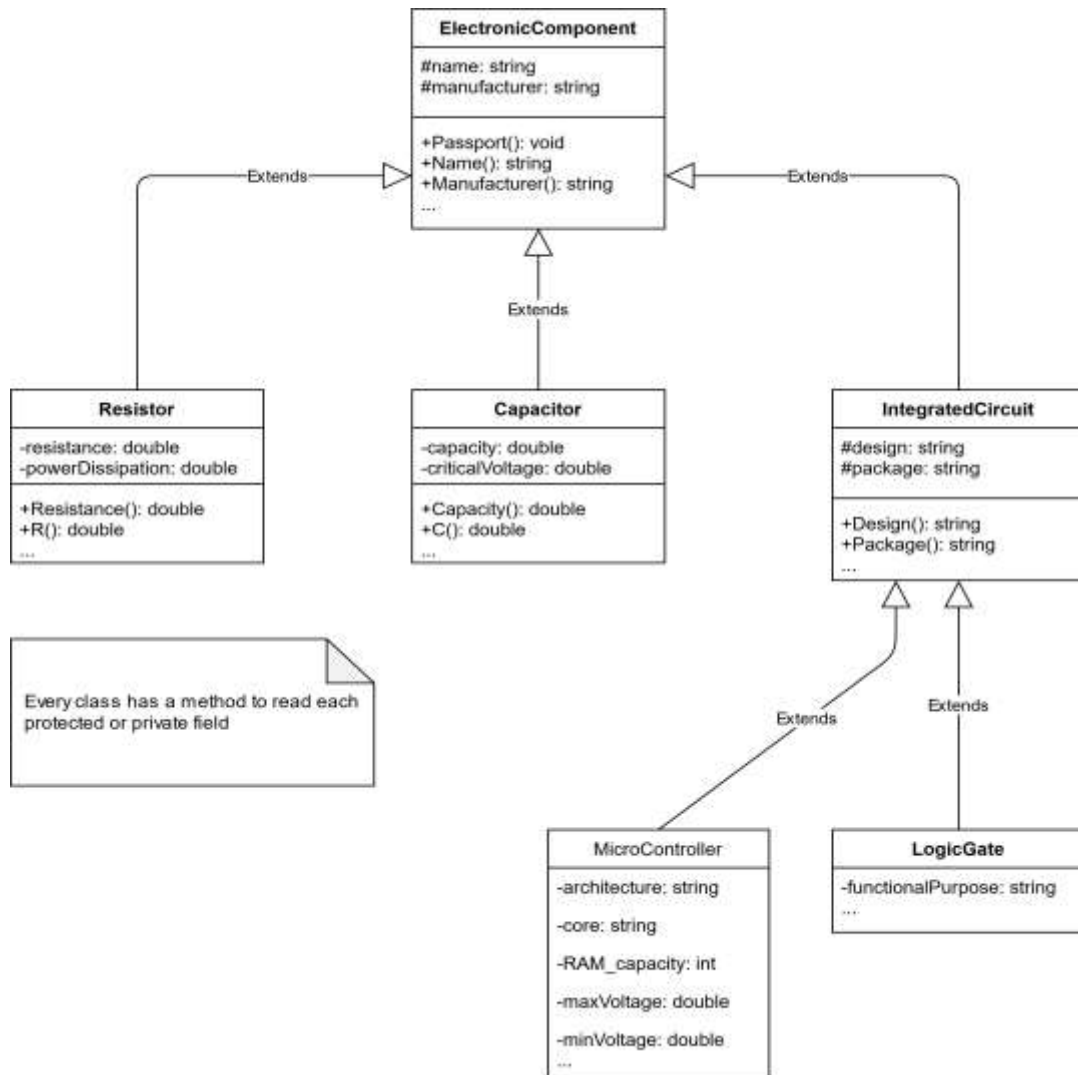 ElectronicComponent
#name: string
#manufacturer: string
+Passport(): void
+Name(): string
+Manufacturer(): string
...
Extends
Extends
Extends
Resistor
-resistance: double
-powerDissipation: double
+Resistance(): double
+R(): double
...
Capacitor
-capacity: double
-criticalVoltage: double
+Capacity(): double
+C(): double
...
IntegratedCircuit
#design: string
#package: string
+Design(): string
+Package(): string
...
Every class has a method to read each
protected or private field
Extends
Extends
MicroController
-architecture: string
-core: string
-RAM_capacity: int
-maxVoltage: double
-minVoltage: double
...
LogicGate
-functionalPurpose: string
...